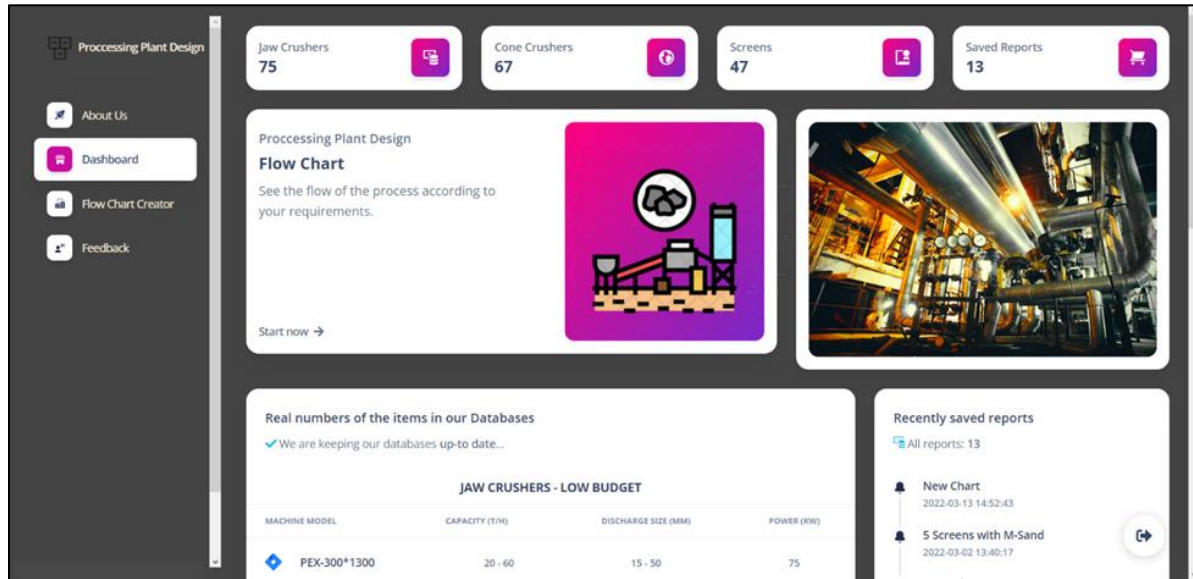 Proccessing Plant Design
About Us
Dashboard
Flow Chart Creator
Feedback
Jaw Crushers
75
Cone Crushers
67
Screens
47
Saved Reports
13
Proccessing Plant Design
Flow Chart
See the flow of the process according to
your requirements.
Start now
Real numbers of the items in our Databases
We are keeping our databases up-to date...
JAW CRUSHERS - LOW BUDGET
MACHINE MODEL CAPACITY (T/H) DISCHARGE SIZE (MM) POWER (KW)
PEX-300*1300 20 - 60 15 - 50 75
Recently saved reports
All reports: 13
New Chart
2022-03-13 14:52:43
5 Screens with M-Sand
2022-03-02 13:40:17